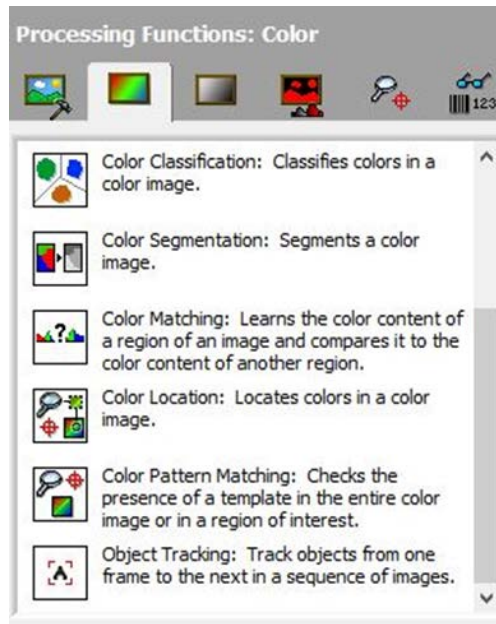 Processing Functions: Color
123
Color Classification: Classifies colors in a
color image.
Color Segmentation: Segments a color
image.
?
Color Matching: Learns the color content of
a region of an image and compares it to the
color content of another region.
Color Location: Locates colors in a color
image.
Color Pattern Matching: Checks the
presence of a template in the entire color
image or in a region of interest.
Object Tracking: Track objects from one
frame to the next in a sequence of images.
A